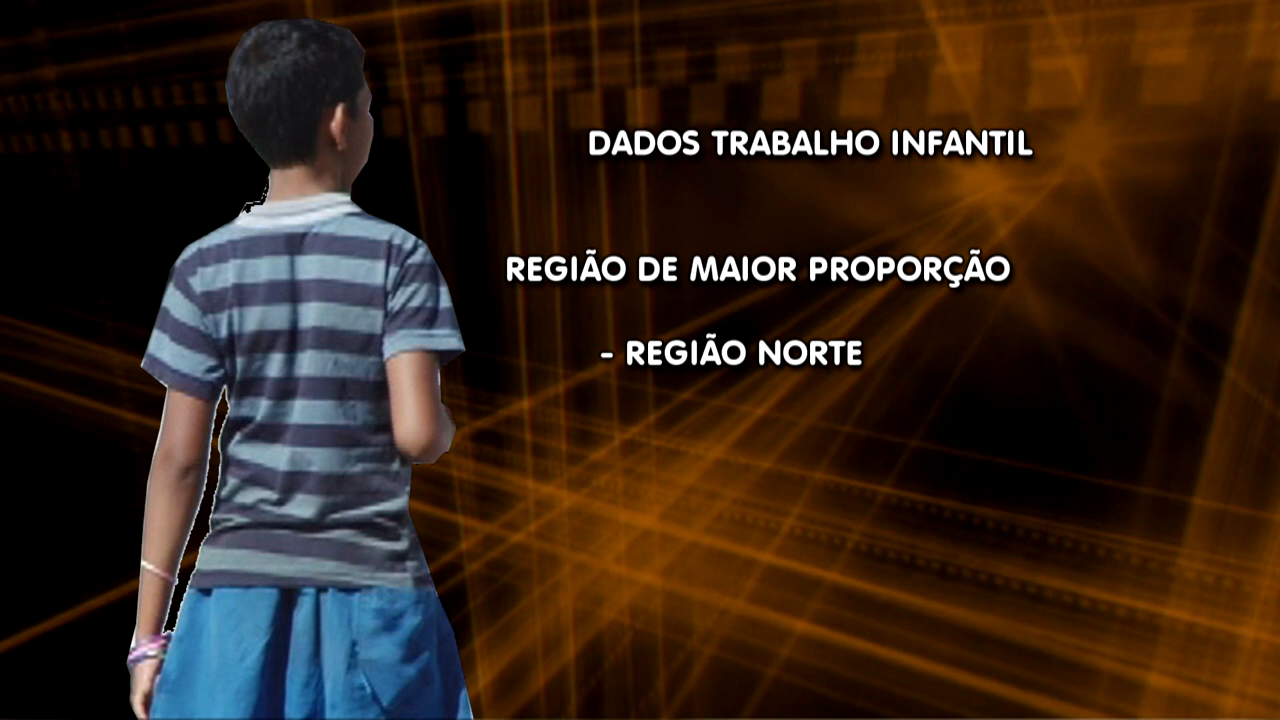 DADOS TRABALHO INFANTIL
REGIÃO DE MAIOR PROPORÇÃO
- REGIÃO NORTE